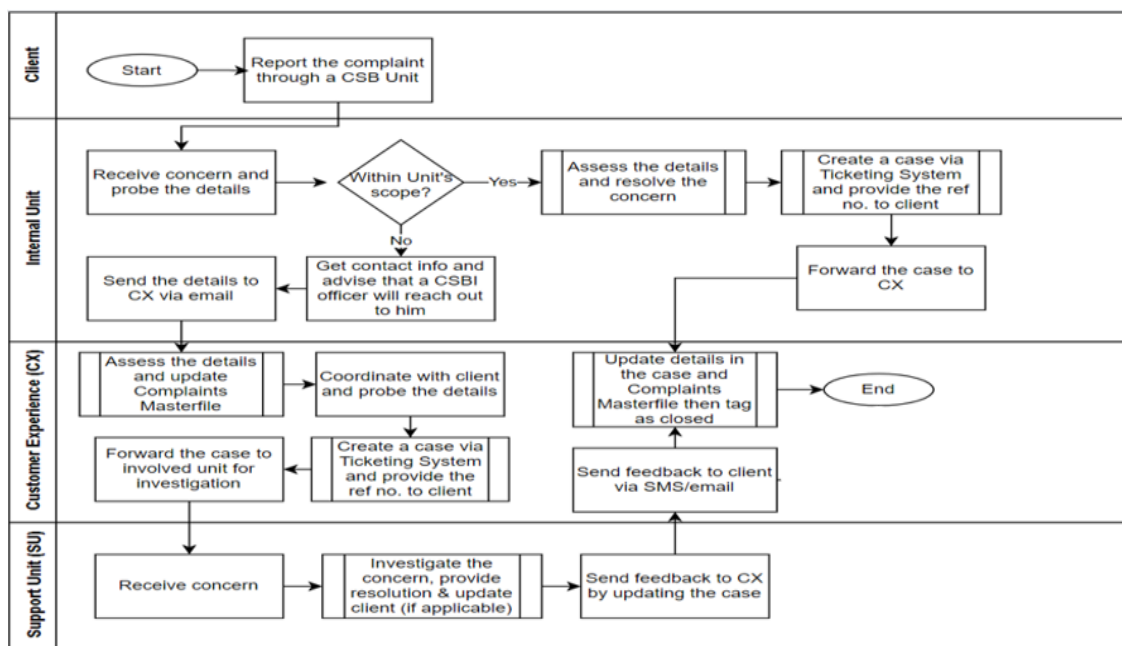 Client
Start
Report the complaint
through a CSB Unit
Internal Unit
Receive concern and
probe the details
Within Unit's
scope?
Yes
Assess the details
and resolve the
concern
Create a case via
Ticketing System
and provide the ref
no. to client
No
Send the details to
CX via email
Get contact info and
advise that a CSBI
officer will reach out
to him
Forward the case to
CX
Customer Experience (CX)
Assess the details
and update
Complaints
Masterfile
Coordinate with client
and probe the details
Update details in
the case and
Complaints
Masterfile then tag
as closed
End
Forward the case to
involved unit for
investigation
Create a case via
Ticketing System
and provide the
ref no. to client
Send feedback to client
via SMS/email
Support Unit (SU)
Receive concern
Investigate the
concern, provide
resolution & update
client (if applicable)
Send feedback to CX
by updating the case